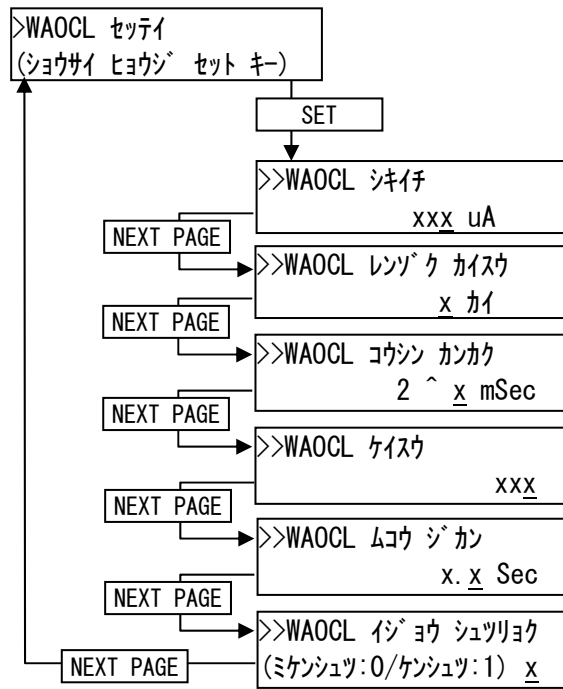 >WAOCL ｾｯﾃｲ
(ｼｮｳｻｲ ﾋｮｳｼﾞ ｾｯﾄ ｷｰ)
SET
>>WAOCL ｼｷｲﾁ
xxx uA
NEXT PAGE
>>WAOCL ﾚﾝｿﾞｸ ｶｲｽｳ
x ｶｲ
NEXT PAGE
>>WAOCL ｺｳｼﾝ ｶﾝｶｸ
2 ^ x mSec
NEXT PAGE
>>WAOCL ｹｲｽｳ
xxx
NEXT PAGE
>>WAOCL ﾑｺｳ ｼﾞｶﾝ
x.x Sec
NEXT PAGE
>>WAOCL ｲｼﾞｮｳ ｼｭﾂﾘｮｸ
(ﾐｹﾝｼｭﾂ:0/ｹﾝｼｭﾂ:1) x
NEXT PAGE